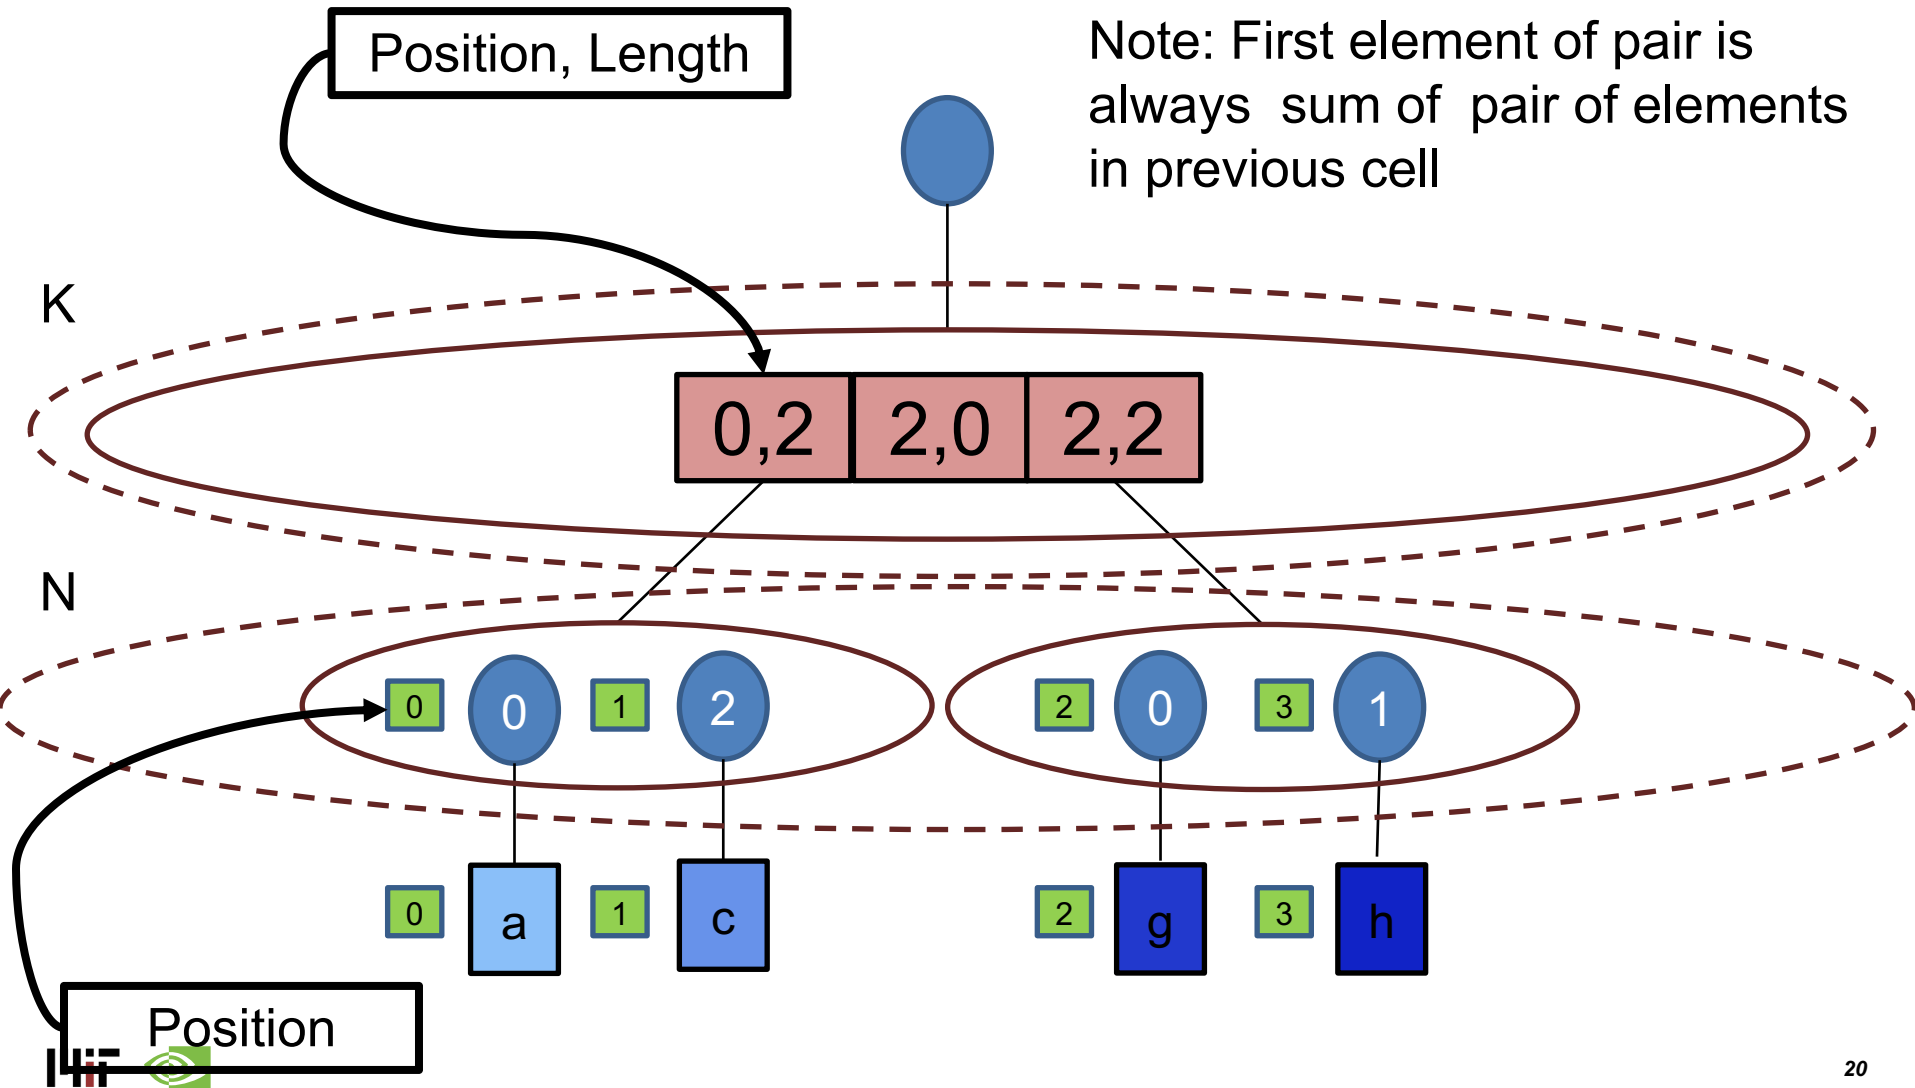 Position, Length
Note: First element of pair is
always sum of pair of elements
in previous cell
K
0,2 2,0 2,2
N
0 0 1 2 2 0 3 1
0 a 1 c 2 g 3 h
Position
20